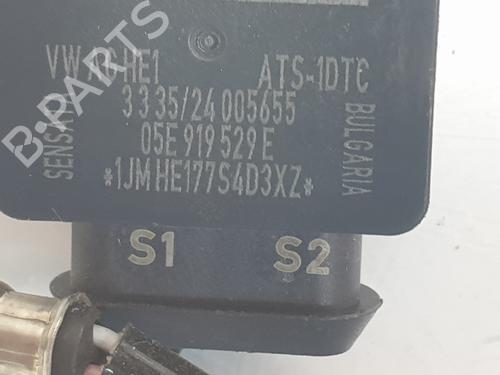 VW AG HE1 ATS-1DTC
3 3 35/24 005655
05E 919 529 E
*1JM HE177S4D3XZ*
BULGARIA
S1 S2
B-PARTS